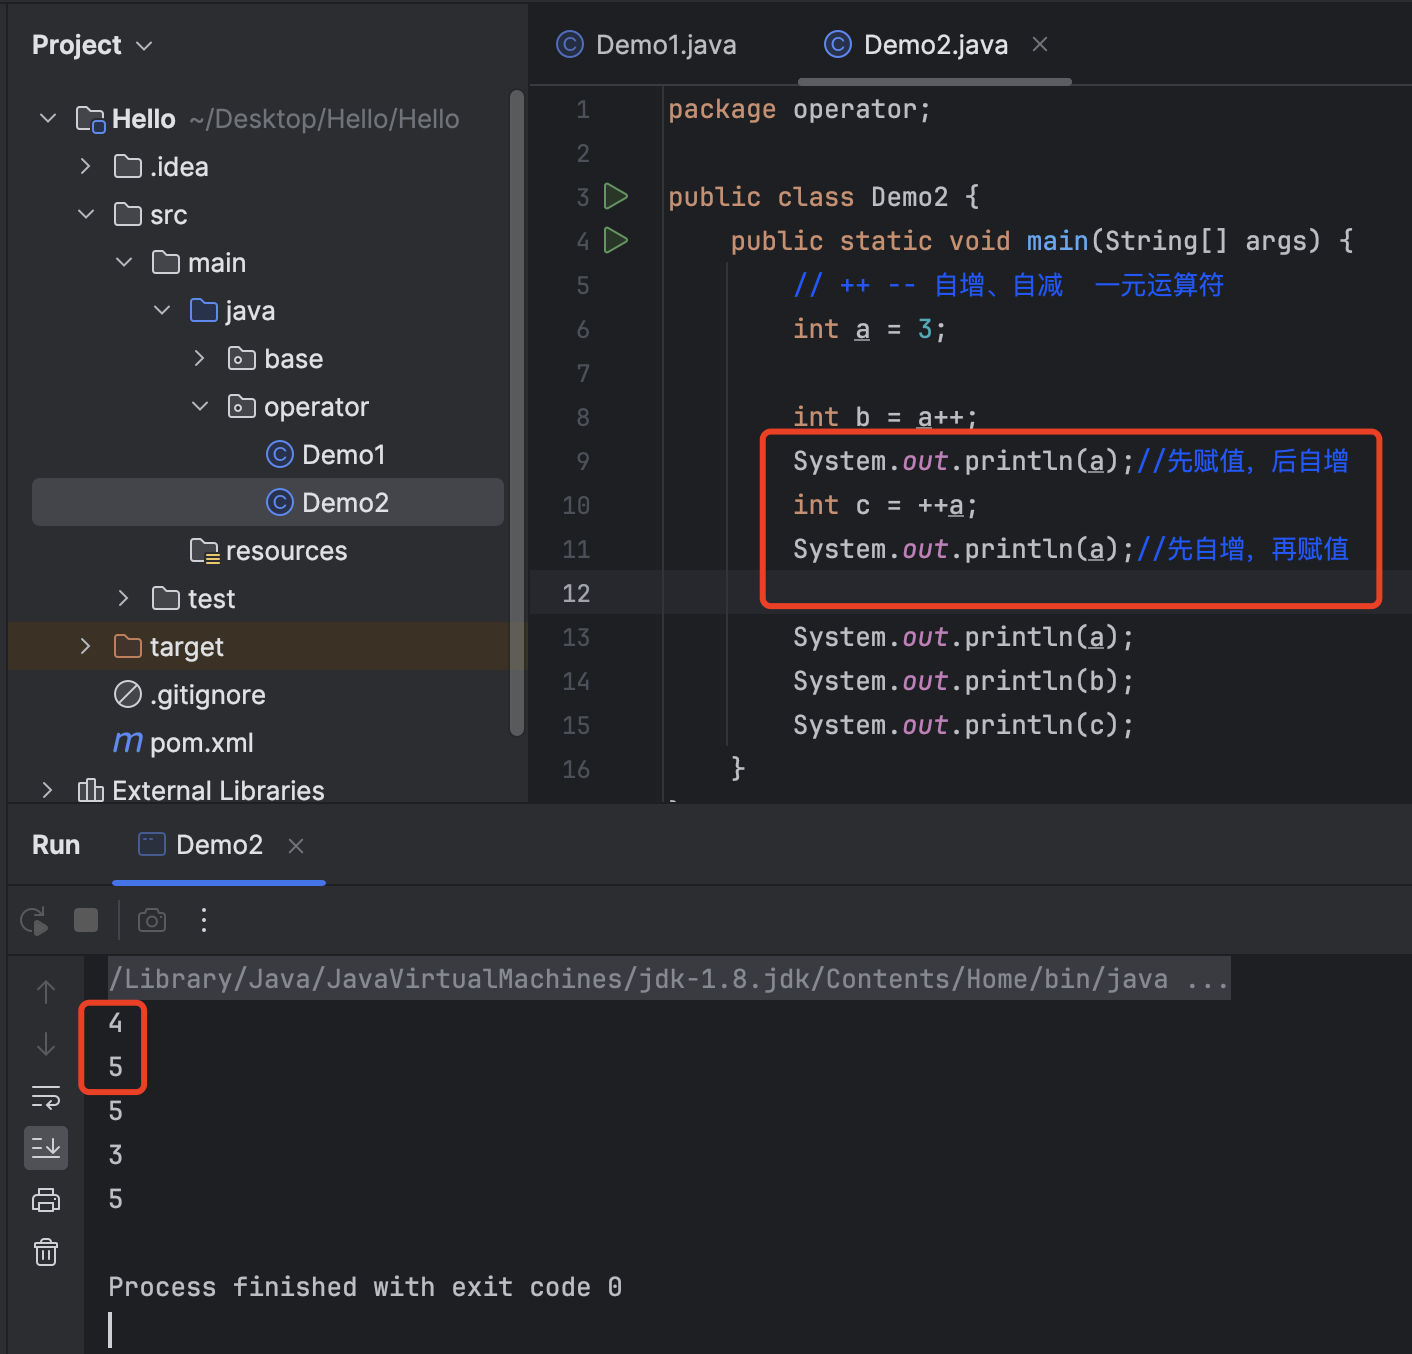 Project
Hello ~/Desktop/Hello/Hello
.idea
src
main
java
base
operator
Demo1
Demo2
resources
test
target
.gitignore
pom.xml
External Libraries
Demo1.java
Demo2.java
1 package operator;
2
3 public class Demo2 {
4 public static void main(String[] args) {
5 // ++ -- 自增、自减 一元运算符
6 int a = 3;
7
8 int b = a++;
9 System.out.println(a);//先赋值，后自增
10 int c = ++a;
11 System.out.println(a);//先自增，再赋值
12
13 System.out.println(a);
14 System.out.println(b);
15 System.out.println(c);
16 }
Run
Demo2
/Library/Java/JavaVirtualMachines/jdk-1.8.jdk/Contents/Home/bin/java ...
4
5
5
3
5
Process finished with exit code 0